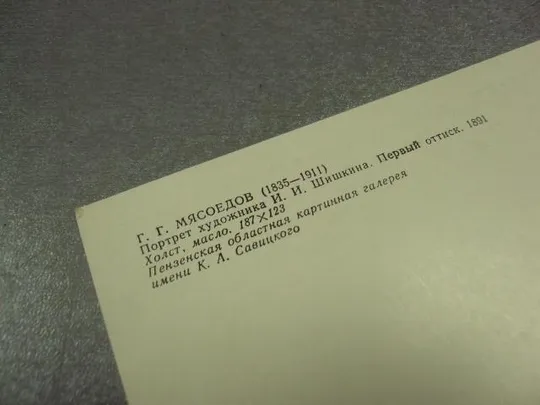 Г. Г. МЯСОЕДОВ (1835—1911)
Портрет художника И. И. Шишкина. Первый оттиск. 1891
Холст, масло. 187×123
Пензенская областная картинная галерея
имени К. А. Савицкого